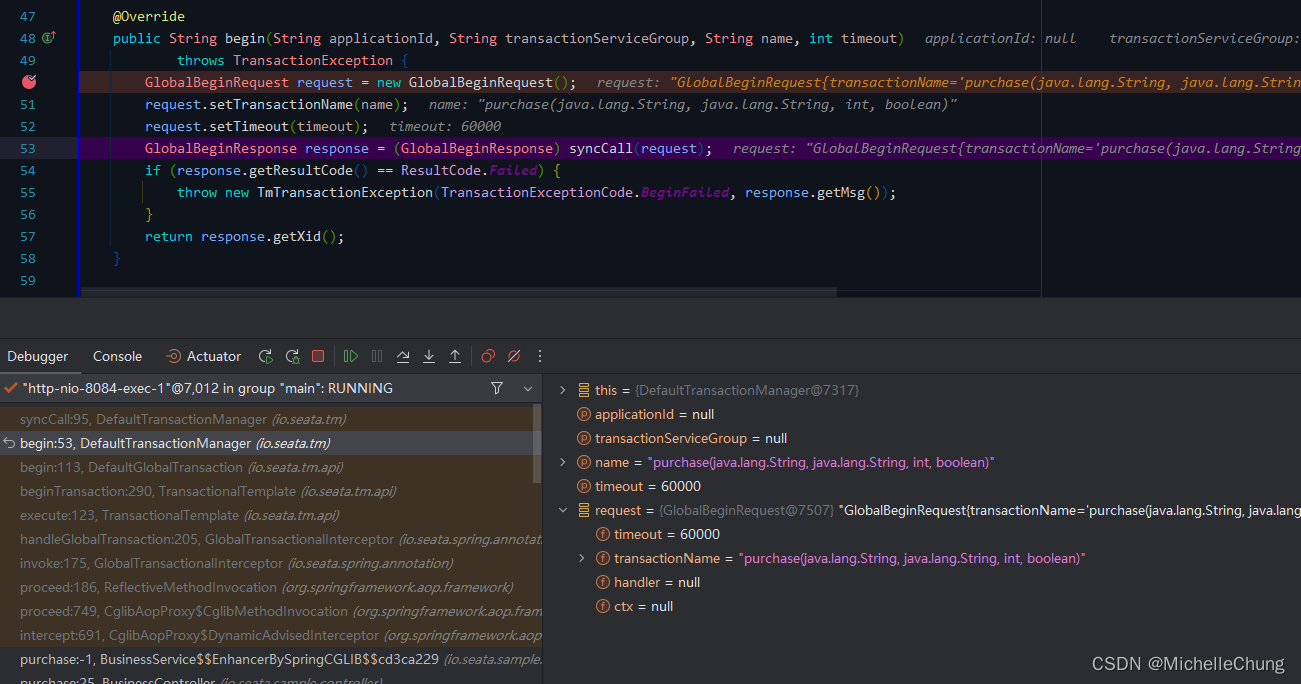 47 @Override
48 public String begin(String applicationId, String transactionServiceGroup, String name, int timeout) applicationId: null transactionServiceGroup:
49 throws TransactionException {
GlobalBeginRequest request = new GlobalBeginRequest(); request: "GlobalBeginRequest{transactionName='purchase(java.lang.String, java.lang.Strin
51 request.setTransactionName(name); name: "purchase(java.lang.String, java.lang.String, int, boolean)"
52 request.setTimeout(timeout); timeout: 60000
53 GlobalBeginResponse response = (GlobalBeginResponse) syncCall(request); request: "GlobalBeginRequest{transactionName='purchase(java.lang.String
54 if (response.getResultCode() == ResultCode.Failed) {
55 throw new TmTransactionException(TransactionExceptionCode.BeginFailed, response.getMsg());
56 }
57 return response.getXid();
58 }
59
Debugger Console Actuator
"http-nio-8084-exec-1"@7,012 in group "main": RUNNING
syncCall:95, DefaultTransactionManager (io.seata.tm)
begin:53, DefaultTransactionManager (io.seata.tm)
begin:113, DefaultGlobalTransaction (io.seata.tm.api)
beginTransaction:290, TransactionalTemplate (io.seata.tm.api)
execute:123, TransactionalTemplate (io.seata.tm.api)
handleGlobalTransaction:205, GlobalTransactionalInterceptor (io.seata.spring.annotati
invoke:175, GlobalTransactionalInterceptor (io.seata.spring.annotation)
proceed:186, ReflectiveMethodInvocation (org.springframework.aop.framework)
proceed:749, CglibAopProxy$CglibMethodInvocation (org.springframework.aop.fram
intercept:691, CglibAopProxy$DynamicAdvisedInterceptor (org.springframework.aop
purchase:-1, BusinessService$$EnhancerBySpringCGLIB$$cd3ca229 (io.seata.sample.
purchase:25, BusinessController (io.seata.sample.controller)
this = {DefaultTransactionManager@7317}
applicationId = null
transactionServiceGroup = null
name = "purchase(java.lang.String, java.lang.String, int, boolean)"
timeout = 60000
request = {GlobalBeginRequest@7507} "GlobalBeginRequest{transactionName='purchase(java.lang.String, java.lang
timeout = 60000
transactionName = "purchase(java.lang.String, java.lang.String, int, boolean)"
handler = null
ctx = null
CSDN @MichelleChung